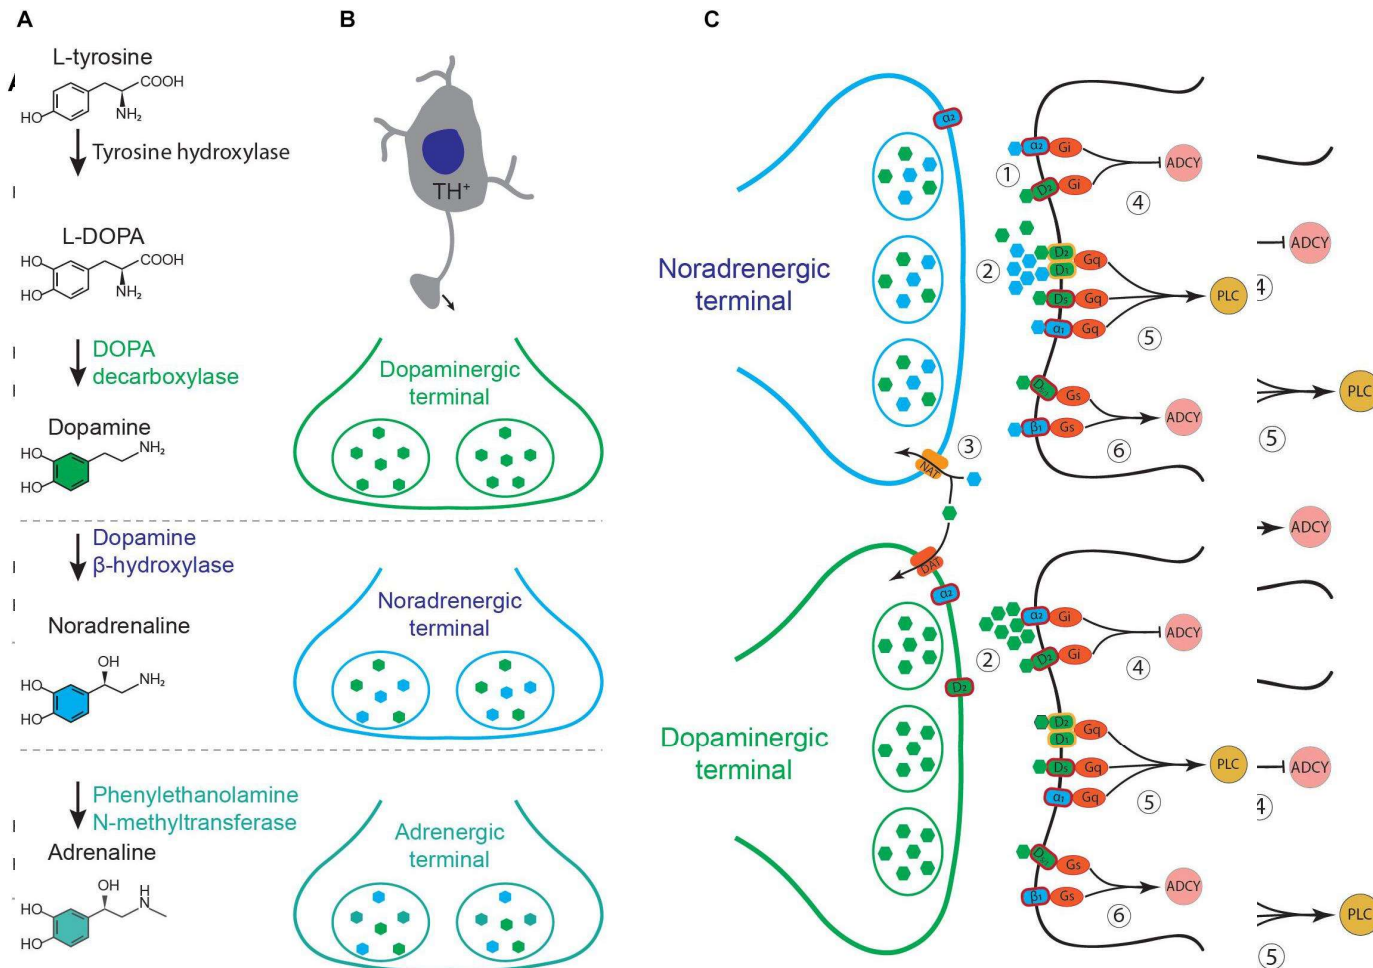 A
B
C
L-tyrosine
COOH
NH₂
HO
Tyrosine hydroxylase
L-DOPA
HO
COOH
HO
NH₂
DOPA
decarboxylase
Dopamine
HO
NH₂
HO
Dopamine
β-hydroxylase
Noradrenaline
OH
HO
NH₂
HO
Phenylethanolamine
N-methyltransferase
Adrenaline
OH
H
N
HO
HO
TH⁺
Dopaminergic
terminal
Noradrenergic
terminal
Adrenergic
terminal
Noradrenergic
terminal
α₂
NAT
1
2
3
α₂ Gi
D₂ Gi
ADCY
4
D₂
D₁
Gq
D₅ Gq
α₁ Gq
PLC
5
Gs
β₁ Gs
ADCY
6
Dopaminergic
terminal
DAT
α₂
D₂
2
α₂ Gi
D₂ Gi
ADCY
4
D₂
D₁
Gq
D₅ Gq
α₁ Gq
PLC
5
Gs
β₁ Gs
ADCY
6
ADCY
4
PLC
5
ADCY
ADCY
4
PLC
5